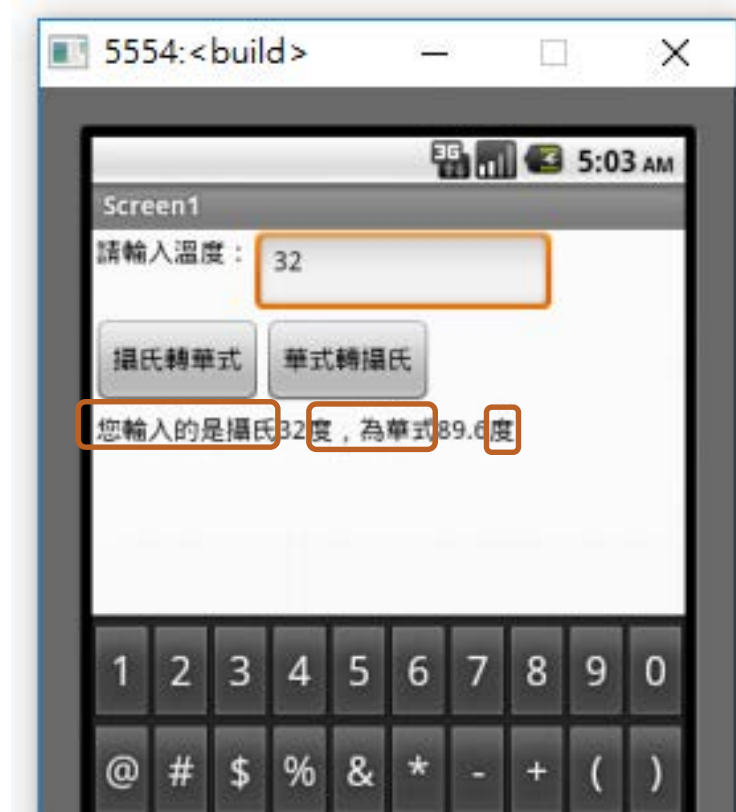 5554:<build>
3G 5:03 AM
Screen1
請輸入溫度： 32
攝氏轉華式 華式轉攝氏
您輸入的是攝氏32度，為華式89.6度
1 2 3 4 5 6 7 8 9 0
@ # $ % & * - + ( )